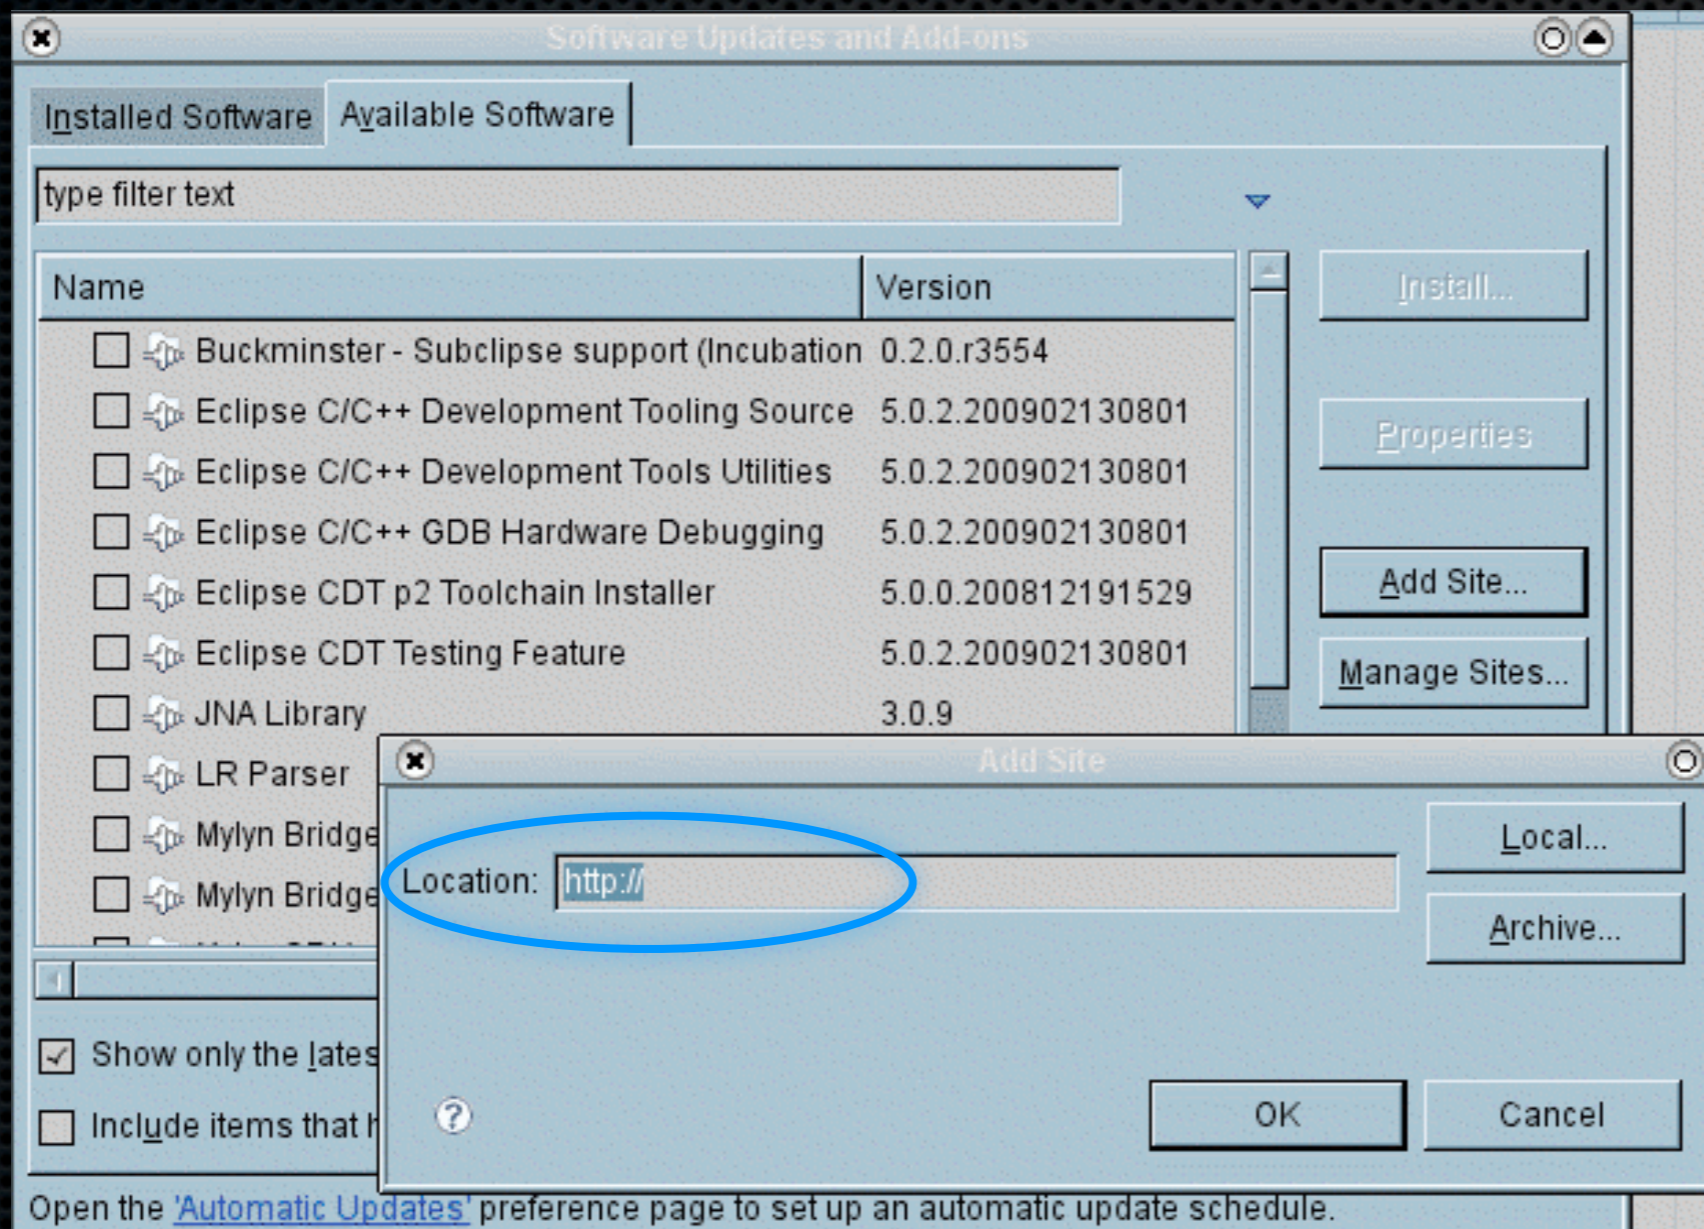 Software Updates and Add-ons
Installed Software
Available Software
type filter text
Name
Version
Install...
Buckminster - Subclipse support (Incubation
0.2.0.r3554
Eclipse C/C++ Development Tooling Source
5.0.2.200902130801
Properties
Eclipse C/C++ Development Tools Utilities
5.0.2.200902130801
Eclipse C/C++ GDB Hardware Debugging
5.0.2.200902130801
Eclipse CDT p2 Toolchain Installer
5.0.0.200812191529
Add Site...
Eclipse CDT Testing Feature
5.0.2.200902130801
Manage Sites...
JNA Library
3.0.9
LR Parser
Mylyn Bridge
Mylyn Bridge
Add Site
Location:
http://
Local...
Archive...
Show only the lates
Include items that h
?
OK
Cancel
Open the 'Automatic Updates' preference page to set up an automatic update schedule.